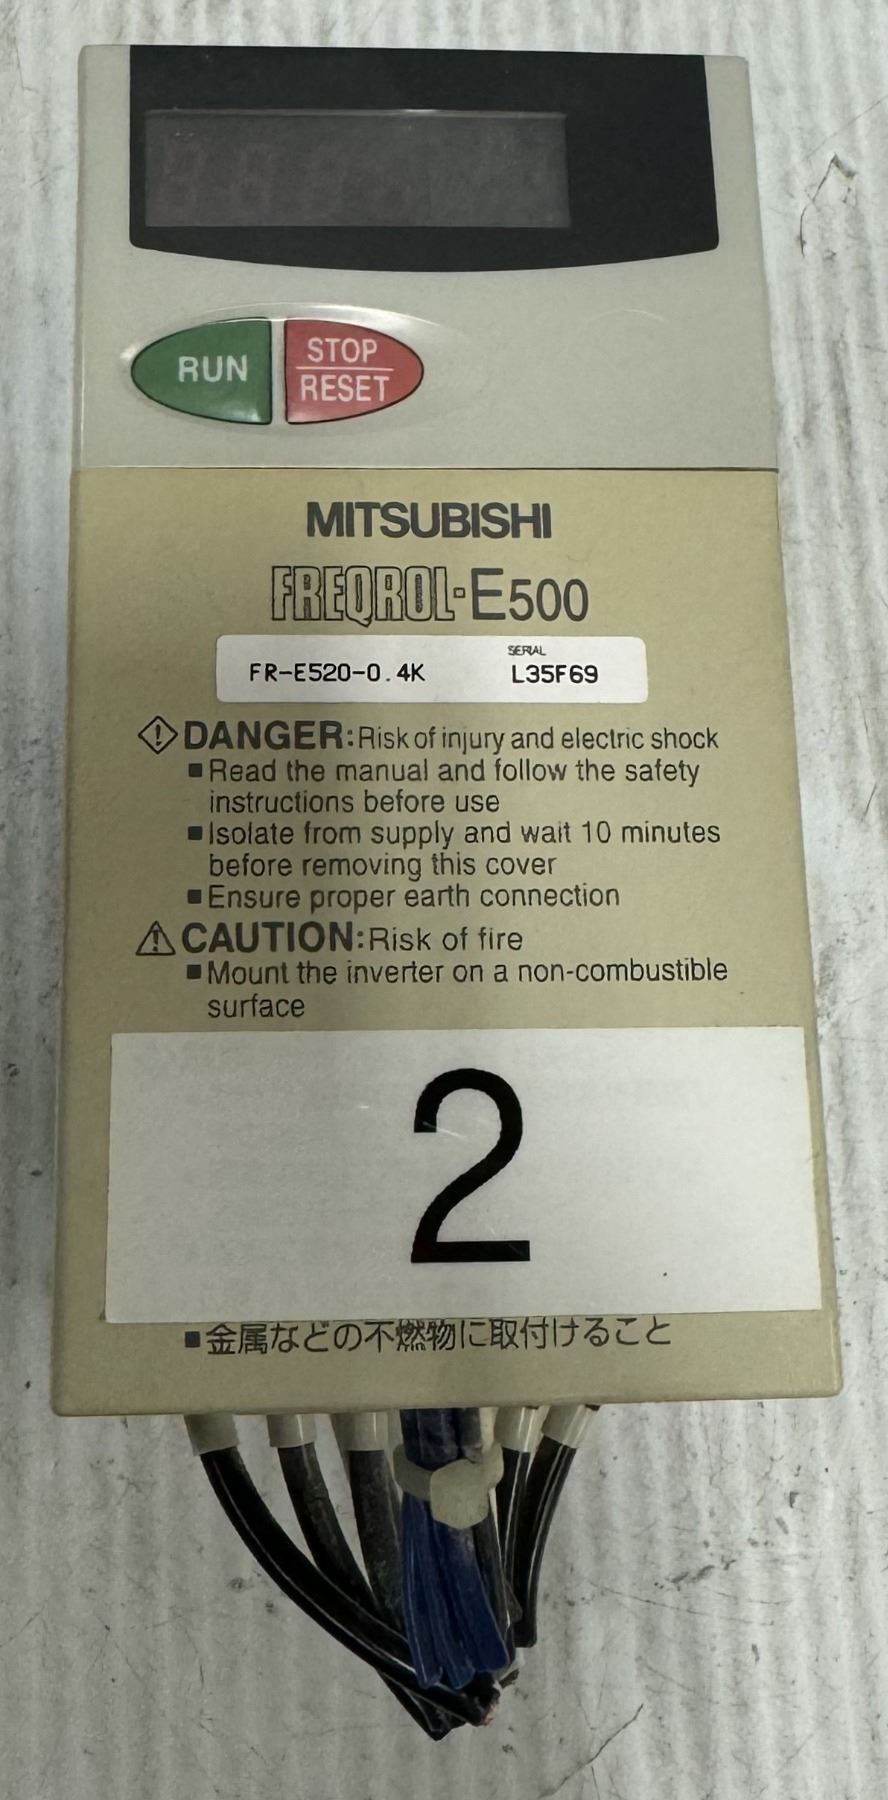 RUN
STOP
RESET
MITSUBISHI
FREQROL-E500
SERIAL
FR-E520-0.4K L35F69
DANGER:Risk of injury and electric shock
■Read the manual and follow the safety
instructions before use
■Isolate from supply and wait 10 minutes
before removing this cover
■Ensure proper earth connection
CAUTION:Risk of fire
■Mount the inverter on a non-combustible
surface
2
■金属などの不燃物に取付けること